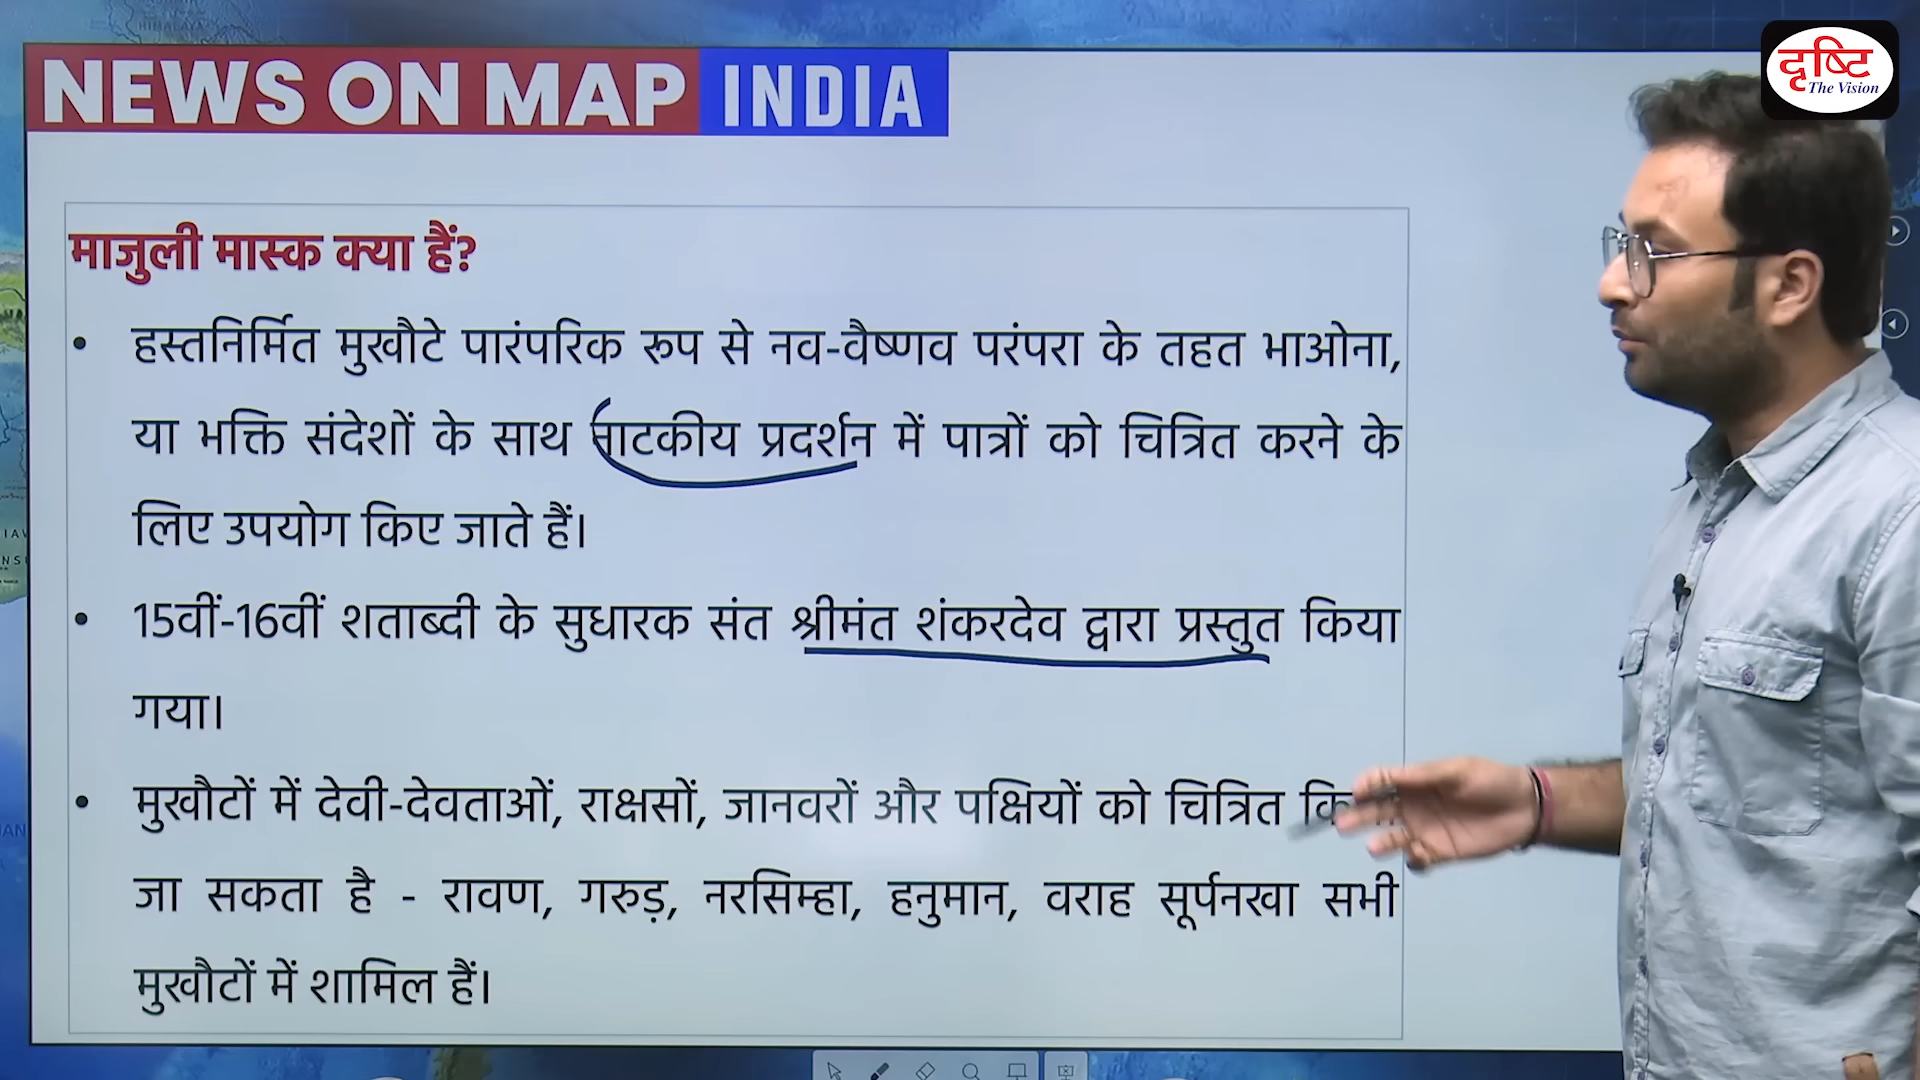 NEWS ON MAP INDIA
दृष्टि
The Vision
माजुली मास्क क्या हैं?
• हस्तनिर्मित मुखौटे पारंपरिक रूप से नव-वैष्णव परंपरा के तहत भाओना,
या भक्ति संदेशों के साथ नाटकीय प्रदर्शन में पात्रों को चित्रित करने के
लिए उपयोग किए जाते हैं।
• 15वीं-16वीं शताब्दी के सुधारक संत श्रीमंत शंकरदेव द्वारा प्रस्तुत किया
गया।
• मुखौटों में देवी-देवताओं, राक्षसों, जानवरों और पक्षियों को चित्रित
जा सकता है - रावण, गरुड़, नरसिम्हा, हनुमान, वराह सूर्पनखा सभी
मुखौटों में शामिल हैं।